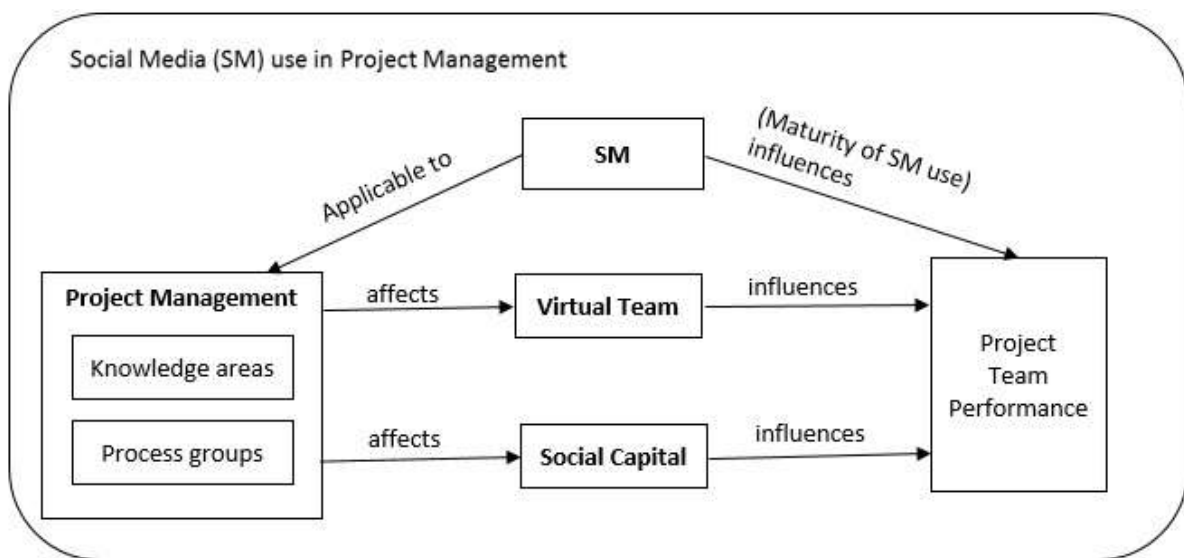 Social Media (SM) use in Project Management
SM
Applicable to
(Maturity of SM use)
influences
Project Management
Knowledge areas
Process groups
affects
Virtual Team
influences
affects
Social Capital
influences
Project
Team
Performance